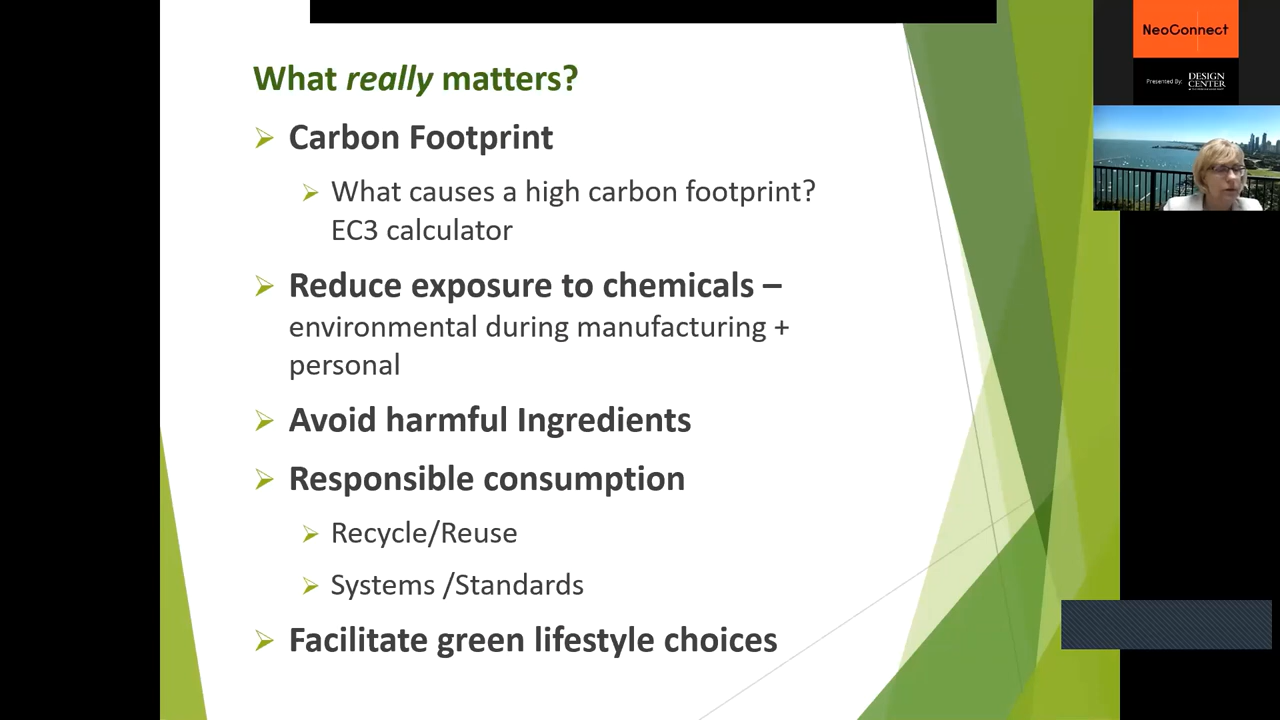 What really matters?
Carbon Footprint
What causes a high carbon footprint?
EC3 calculator
Reduce exposure to chemicals –
environmental during manufacturing +
personal
Avoid harmful Ingredients
Responsible consumption
Recycle/Reuse
Systems /Standards
Facilitate green lifestyle choices
NeoConnect
Presented By:
DESIGN
CENTER